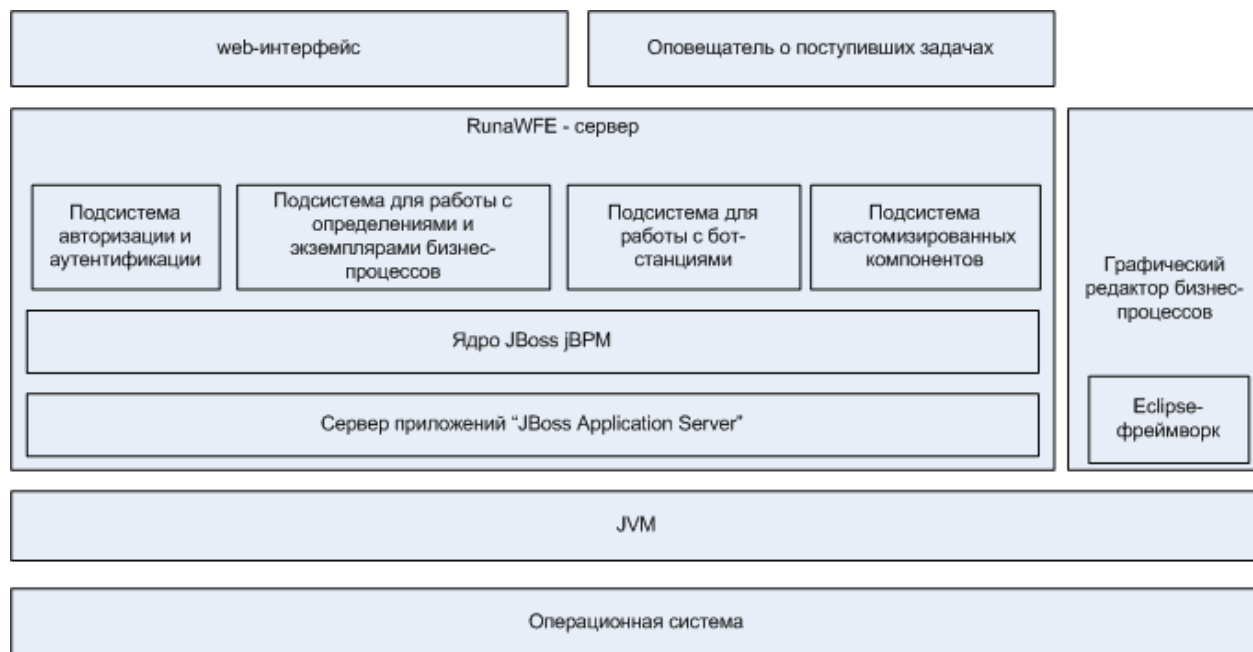 web-интерфейс
Оповещатель о поступивших задачах
RunaWFE - сервер
Подсистема
авторизации и
аутентификации
Подсистема для работы с
определениями и
экземплярами бизнес-
процессов
Подсистема для
работы с бот-
станциями
Подсистема
кастомизированных
компонентов
Графический
редактор бизнес-
процессов
Ядро JBoss jBPM
Сервер приложений “JBoss Application Server”
Eclipse-
фреймворк
JVM
Операционная система